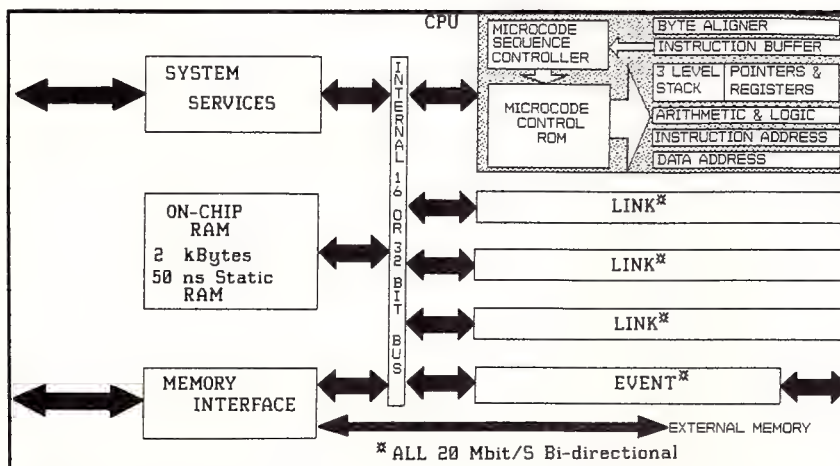 CPU
MICROCODE
SEQUENCE
CONTROLLER
BYTE ALIGNER
INSTRUCTION BUFFER
3 LEVEL
STACK
POINTERS &
REGISTERS
MICROCODE
CONTROL
ROM
ARITHMETIC & LOGIC
INSTRUCTION ADDRESS
DATA ADDRESS
SYSTEM
SERVICES
INTERNAL 16 OR 32 BIT BUS
ON-CHIP
RAM
2 kBytes
50 ns Static
RAM
LINK¤
LINK¤
LINK¤
MEMORY
INTERFACE
EVENT¤
EXTERNAL MEMORY
¤ ALL 20 Mbit/S Bi-directional